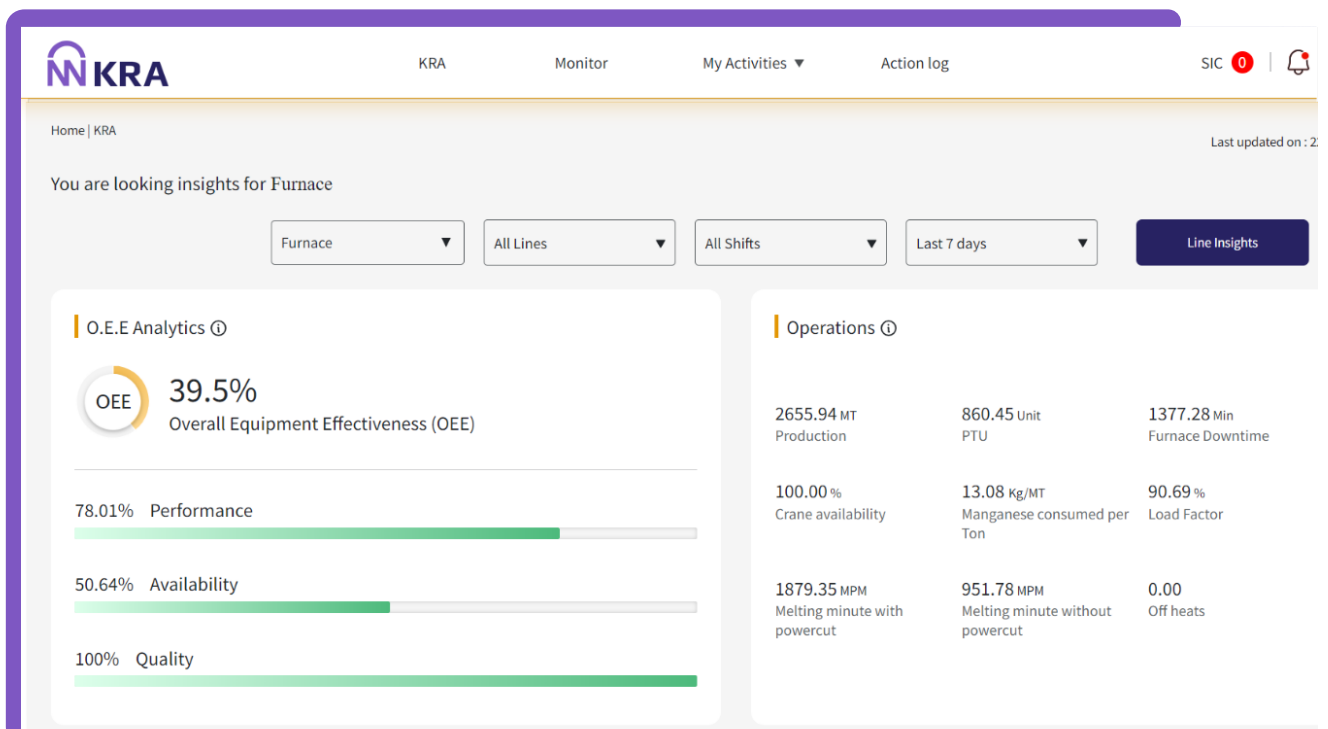 KRA
KRA Monitor My Activities ▼ Action log SIC 0
Home | KRA
Last updated on : 2
You are looking insights for Furnace
Furnace ▼ All Lines ▼ All Shifts ▼ Last 7 days ▼ Line Insights
O.E.E Analytics
OEE
39.5%
Overall Equipment Effectiveness (OEE)
78.01% Performance
50.64% Availability
100% Quality
Operations
2655.94 MT 860.45 Unit 1377.28 Min
Production PTU Furnace Downtime
100.00 % 13.08 Kg/MT 90.69 %
Crane availability Manganese consumed per Load Factor
Ton
1879.35 MPM 951.78 MPM 0.00
Melting minute with Melting minute without Off heats
powercut powercut